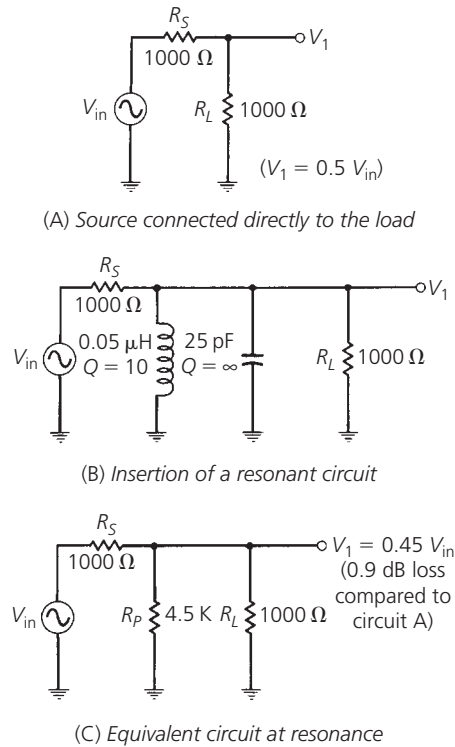 R_S
V_1
1000 Ω
V_in
R_L 1000 Ω
(V_1 = 0.5 V_in)
(A) Source connected directly to the load
R_S
V_1
1000 Ω
0.05 μH 25 pF
V_in Q = 10 Q = ∞ R_L 1000 Ω
(B) Insertion of a resonant circuit
R_S
V_1 = 0.45 V_in
1000 Ω
(0.9 dB loss
compared to
V_in R_P 4.5 K R_L 1000 Ω circuit A)
(C) Equivalent circuit at resonance